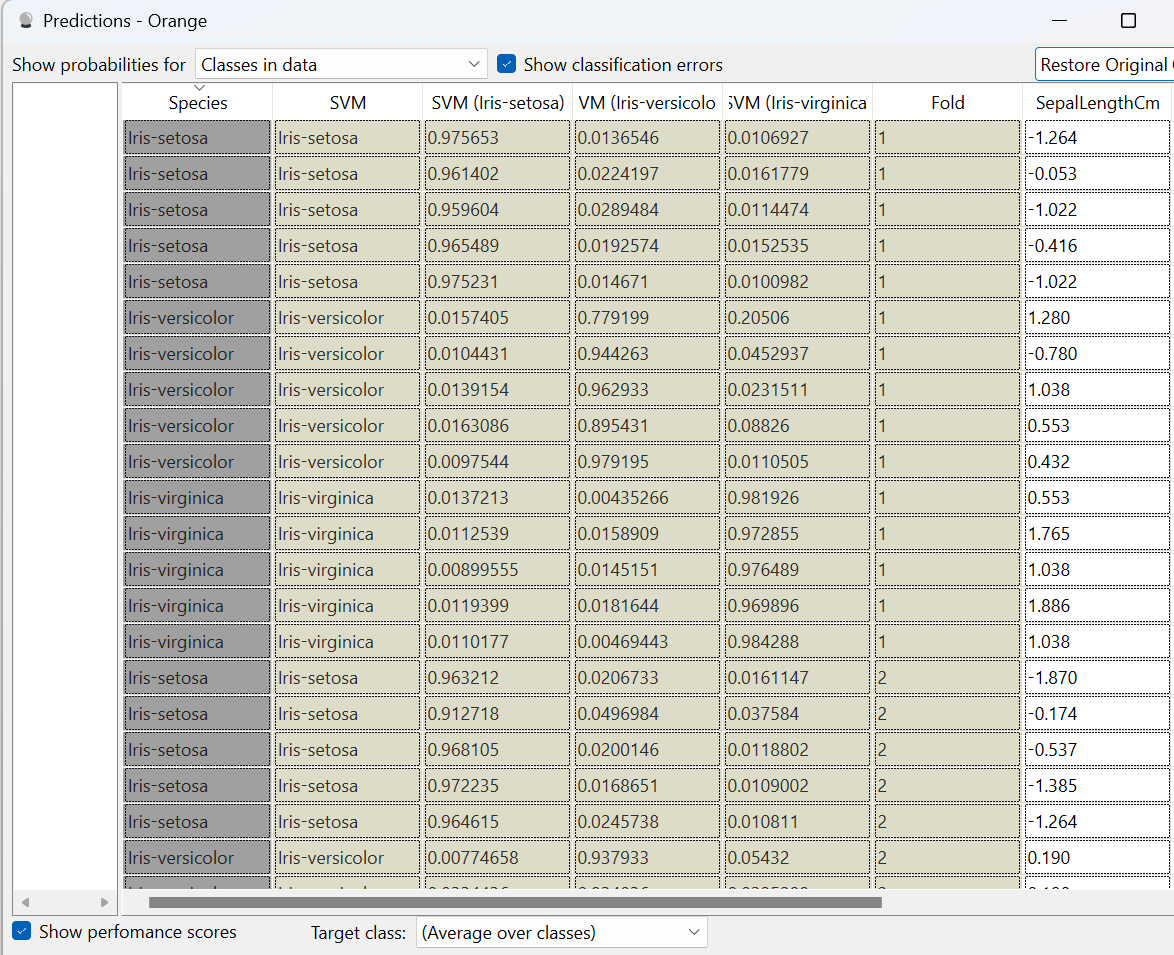 Predictions - Orange
Show probabilities for Classes in data Show classification errors Restore Original
Species SVM SVM (Iris-setosa) VM (Iris-versicolo SVM (Iris-virginica Fold SepalLengthCm
Iris-setosa Iris-setosa 0.975653 0.0136546 0.0106927 1 -1.264
Iris-setosa Iris-setosa 0.961402 0.0224197 0.0161779 1 -0.053
Iris-setosa Iris-setosa 0.959604 0.0289484 0.0114474 1 -1.022
Iris-setosa Iris-setosa 0.965489 0.0192574 0.0152535 1 -0.416
Iris-setosa Iris-setosa 0.975231 0.014671 0.0100982 1 -1.022
Iris-versicolor Iris-versicolor 0.0157405 0.779199 0.20506 1 1.280
Iris-versicolor Iris-versicolor 0.0104431 0.944263 0.0452937 1 -0.780
Iris-versicolor Iris-versicolor 0.0139154 0.962933 0.0231511 1 1.038
Iris-versicolor Iris-versicolor 0.0163086 0.895431 0.08826 1 0.553
Iris-versicolor Iris-versicolor 0.0097544 0.979195 0.0110505 1 0.432
Iris-virginica Iris-virginica 0.0137213 0.00435266 0.981926 1 0.553
Iris-virginica Iris-virginica 0.0112539 0.0158909 0.972855 1 1.765
Iris-virginica Iris-virginica 0.00899555 0.0145151 0.976489 1 1.038
Iris-virginica Iris-virginica 0.0119399 0.0181644 0.969896 1 1.886
Iris-virginica Iris-virginica 0.0110177 0.00469443 0.984288 1 1.038
Iris-setosa Iris-setosa 0.963212 0.0206733 0.0161147 2 -1.870
Iris-setosa Iris-setosa 0.912718 0.0496984 0.037584 2 -0.174
Iris-setosa Iris-setosa 0.968105 0.0200146 0.0118802 2 -0.537
Iris-setosa Iris-setosa 0.972235 0.0168651 0.0109002 2 -1.385
Iris-setosa Iris-setosa 0.964615 0.0245738 0.010811 2 -1.264
Iris-versicolor Iris-versicolor 0.00774658 0.937933 0.05432 2 0.190
Show perfomance scores Target class: (Average over classes)